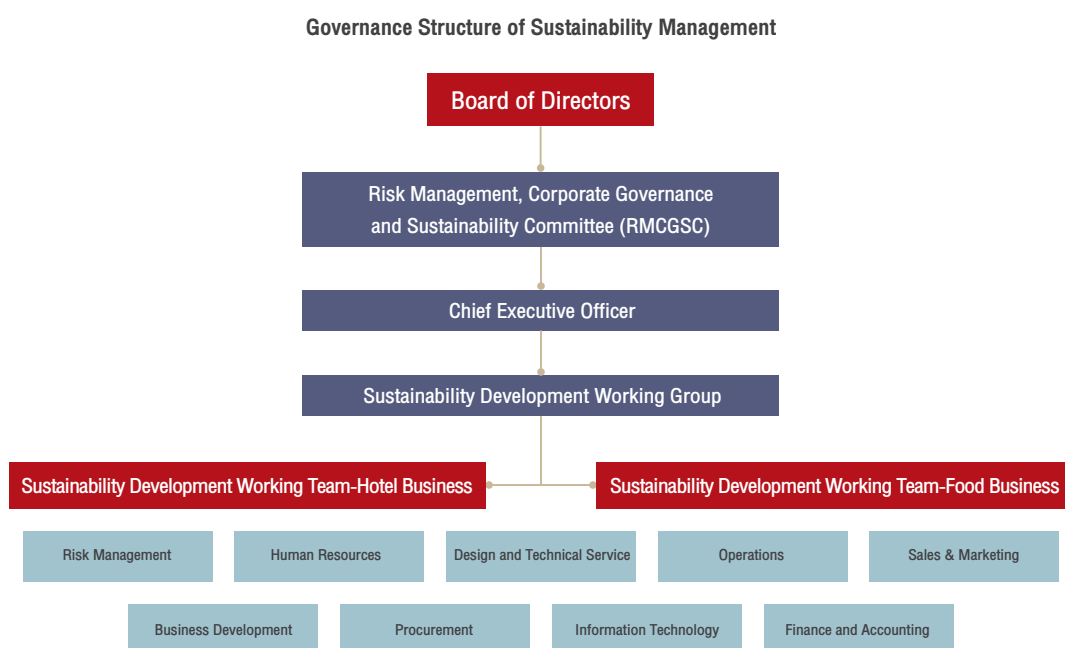 Governance Structure of Sustainability Management
Board of Directors
Risk Management, Corporate Governance
and Sustainability Committee (RMCGSC)
Chief Executive Officer
Sustainability Development Working Group
Sustainability Development Working Team-Hotel Business
Sustainability Development Working Team-Food Business
Risk Management
Human Resources
Design and Technical Service
Operations
Sales & Marketing
Business Development
Procurement
Information Technology
Finance and Accounting